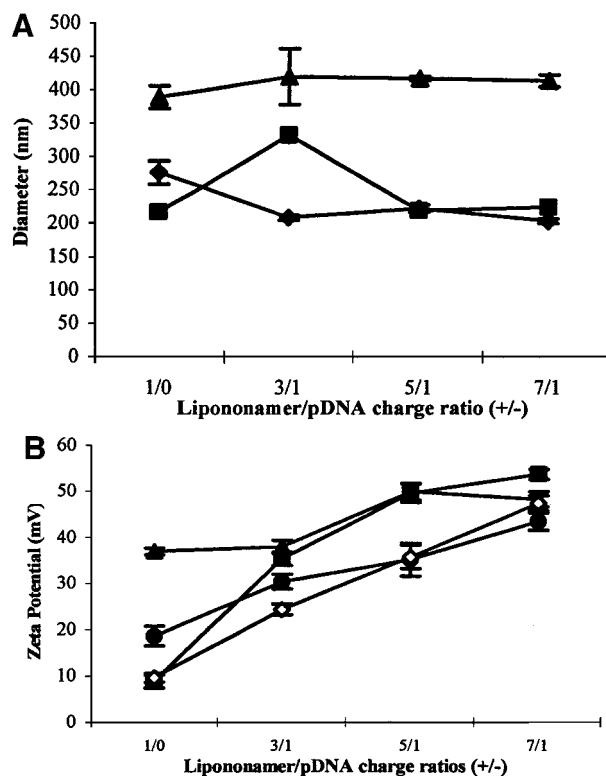 A
500
450
400
350
300
250
200
150
100
50
0
Diameter (nm)
1/0 3/1 5/1 7/1
Lipononamer/pDNA charge ratio (+/-)
B
60
50
40
30
20
10
0
Zeta Potential (mV)
1/0 3/1 5/1 7/1
Lipononamer/pDNA charge ratios (+/-)